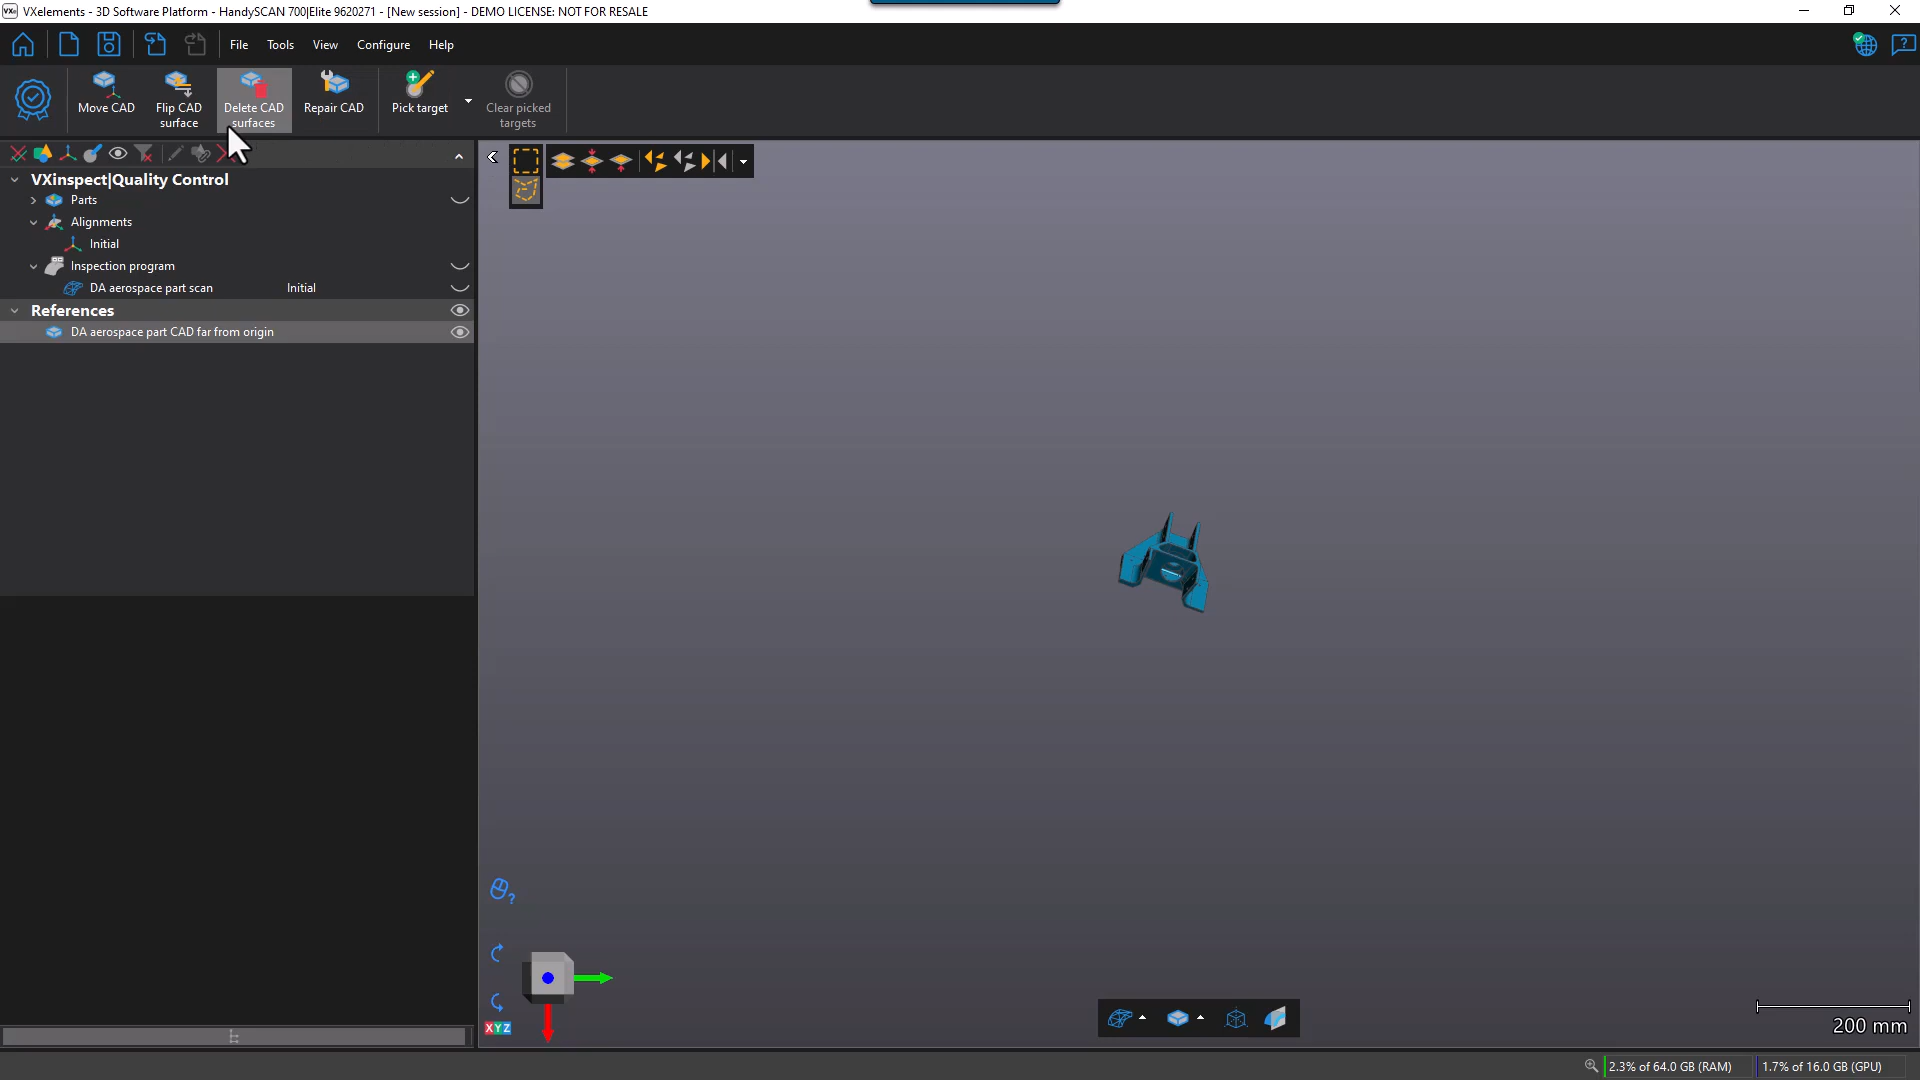 VXelements - 3D Software Platform - HandySCAN 700|Elite 9620271 - [New session] - DEMO LICENSE: NOT FOR RESALE
File Tools View Configure Help
Move CAD
Flip CAD surface
Delete CAD surfaces
Repair CAD
Pick target
Clear picked targets
VXinspect|Quality Control
Parts
Alignments
Initial
Inspection program
DA aerospace part scan Initial
References
DA aerospace part CAD far from origin
XYZ
200 mm
2.3% of 64.0 GB (RAM) 1.7% of 16.0 GB (GPU)